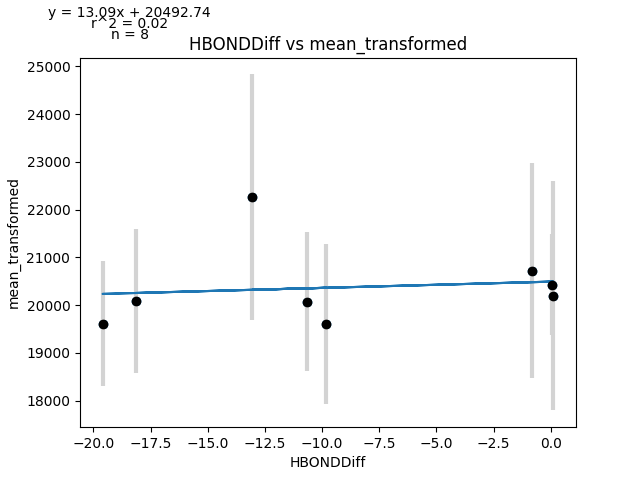 y = 13.09x + 20492.74
r^2 = 0.02
n = 8
HBONDDiff vs mean_transformed
25000
24000
23000
22000
21000
20000
19000
18000
mean_transformed
−20.0 −17.5 −15.0 −12.5 −10.0 −7.5 −5.0 −2.5 0.0
HBONDDiff